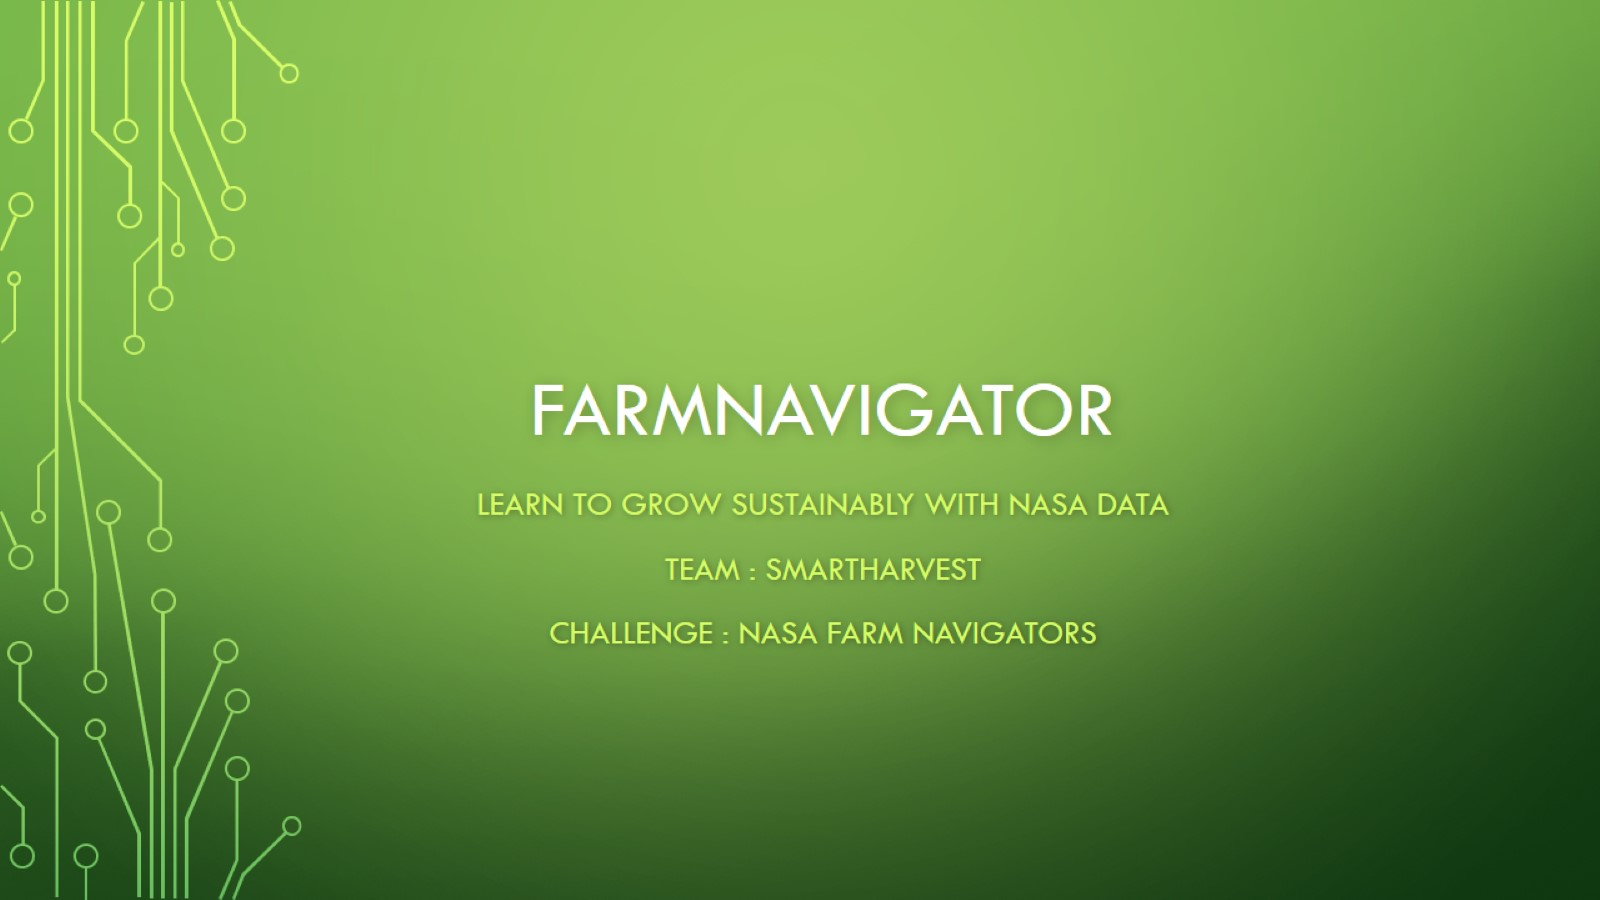 FARMNAVIGATOR
LEARN TO GROW SUSTAINABLY WITH NASA DATA
TEAM : SMARTHARVEST
CHALLENGE : NASA FARM NAVIGATORS